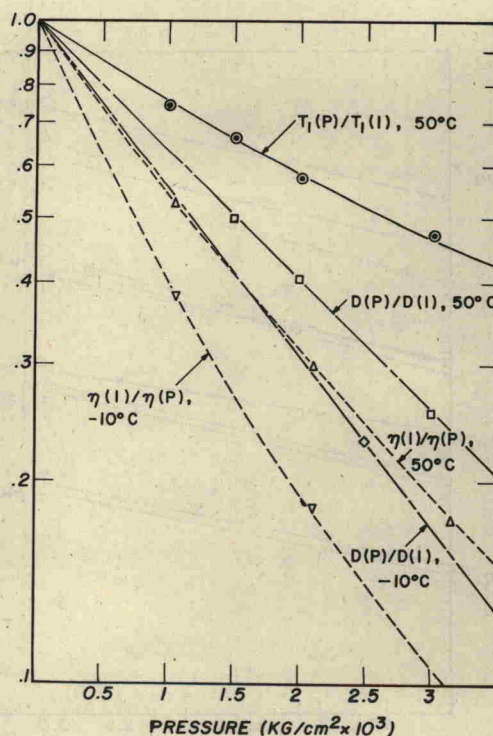 1.0
.9
.8
.7
.6
.5
.4
.3
.2
.1
T₁(P)/T₁(1), 50°C
D(P)/D(1), 50°C
η(1)/η(P),
-10°C
η(1)/η(P),
50°C
D(P)/D(1),
-10°C
0.5 1 1.5 2 2.5 3
PRESSURE (KG/cm²×10³)